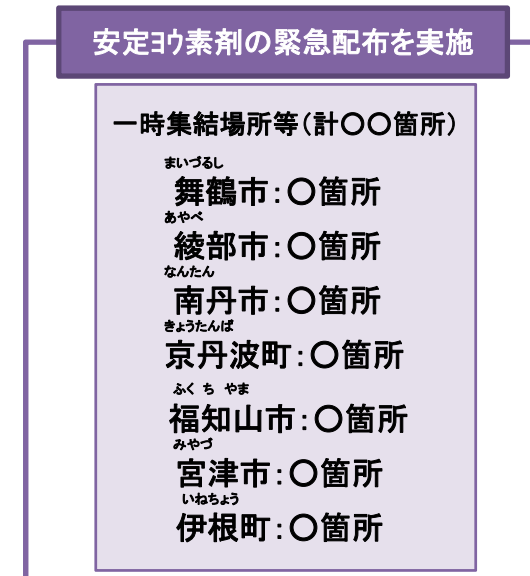 安定ﾖｳ素剤の緊急配布を実施
一時集結場所等(計〇〇箇所)
まいづるし
舞鶴市:〇箇所
あやべ
綾部市:〇箇所
なんたん
南丹市:〇箇所
きょうたんば
京丹波町:〇箇所
ふく ち やま
福知山市:〇箇所
みやづ
宮津市:〇箇所
いねちょう
伊根町:〇箇所